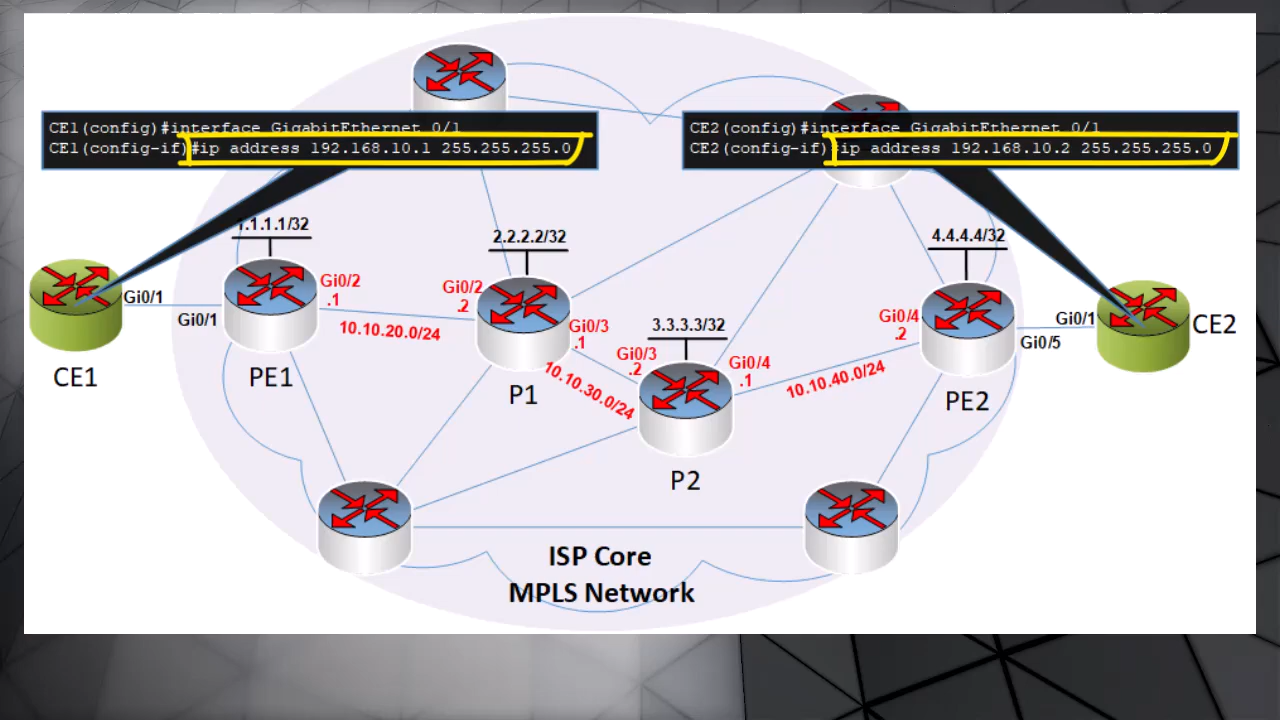 CE1(config)#interface GigabitEthernet 0/1
CE1(config-if)#ip address 192.168.10.1 255.255.255.0
CE2(config)#interface GigabitEthernet 0/1
CE2(config-if)#ip address 192.168.10.2 255.255.255.0
1.1.1.1/32
2.2.2.2/32
4.4.4.4/32
3.3.3.3/32
Gi0/1
Gi0/1
Gi0/2
.1
10.10.20.0/24
Gi0/2
.2
Gi0/3
.1
10.10.30.0/24
Gi0/3
.2
Gi0/4
.1
10.10.40.0/24
Gi0/4
.2
Gi0/1
Gi0/5
CE1
PE1
P1
P2
PE2
CE2
ISP Core
MPLS Network